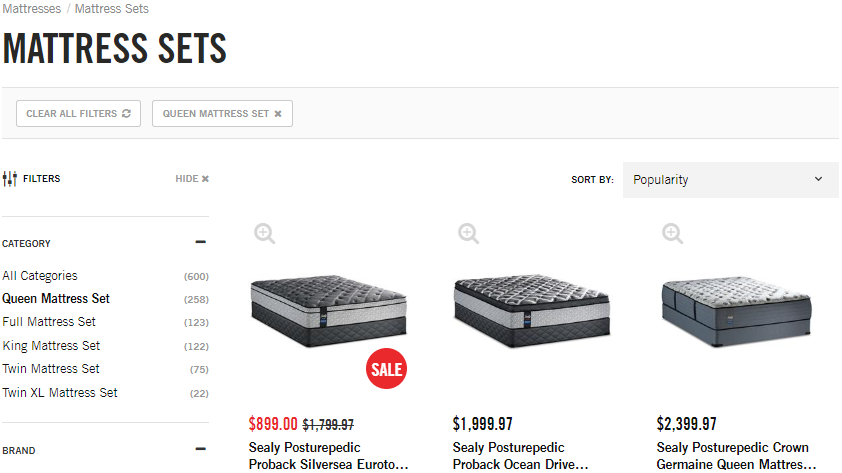 Mattresses / Mattress Sets
MATTRESS SETS
CLEAR ALL FILTERS
QUEEN MATTRESS SET ×
FILTERS
HIDE ×
SORT BY:
Popularity
CATEGORY
All Categories (600)
Queen Mattress Set (258)
Full Mattress Set (123)
King Mattress Set (122)
Twin Mattress Set (75)
Twin XL Mattress Set (22)
BRAND
SALE
$899.00 $1,799.97
Sealy Posturepedic
Proback Silversea Euroto...
$1,999.97
Sealy Posturepedic
Proback Ocean Drive...
$2,399.97
Sealy Posturepedic Crown
Germaine Queen Mattres...